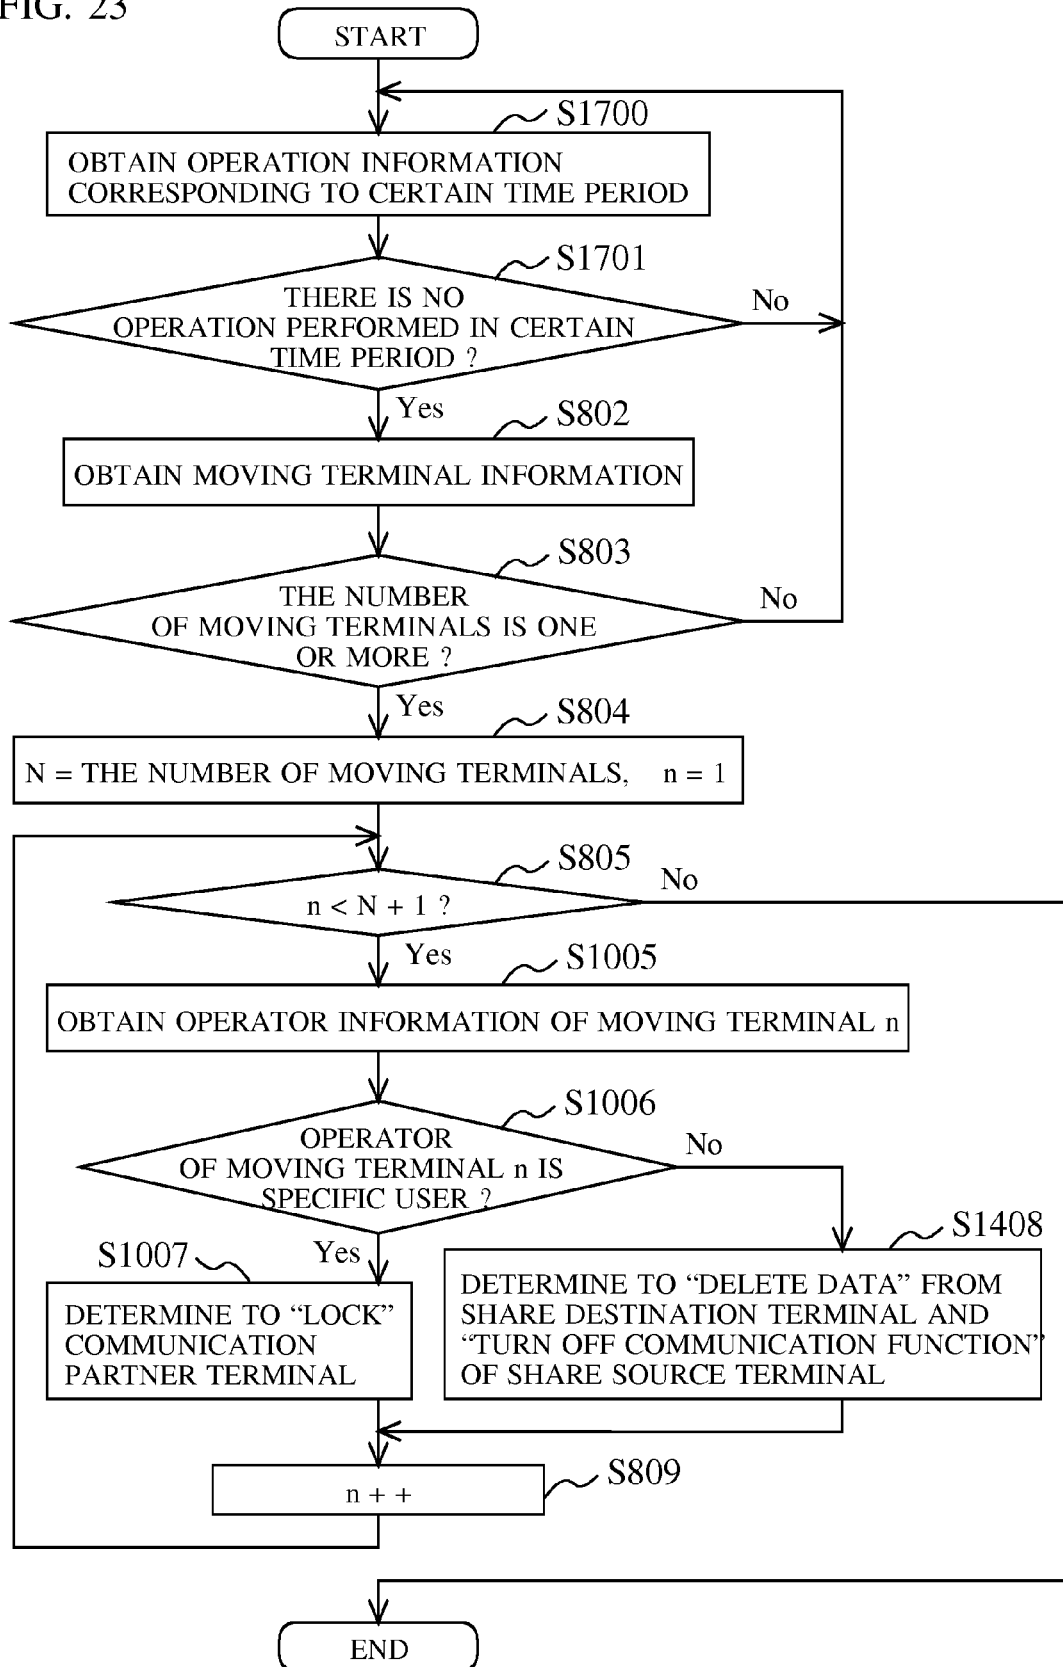 FIG. 23
START
S1700
OBTAIN OPERATION INFORMATION
CORRESPONDING TO CERTAIN TIME PERIOD
S1701
THERE IS NO
OPERATION PERFORMED IN CERTAIN
TIME PERIOD ?
No
Yes
S802
OBTAIN MOVING TERMINAL INFORMATION
S803
THE NUMBER
OF MOVING TERMINALS IS ONE
OR MORE ?
No
Yes
S804
N = THE NUMBER OF MOVING TERMINALS, n = 1
S805
n < N + 1 ?
No
Yes
S1005
OBTAIN OPERATOR INFORMATION OF MOVING TERMINAL n
S1006
OPERATOR
OF MOVING TERMINAL n IS
SPECIFIC USER ?
No
Yes
S1007
DETERMINE TO “LOCK”
COMMUNICATION
PARTNER TERMINAL
S1408
DETERMINE TO “DELETE DATA” FROM
SHARE DESTINATION TERMINAL AND
“TURN OFF COMMUNICATION FUNCTION”
OF SHARE SOURCE TERMINAL
S809
n + +
END